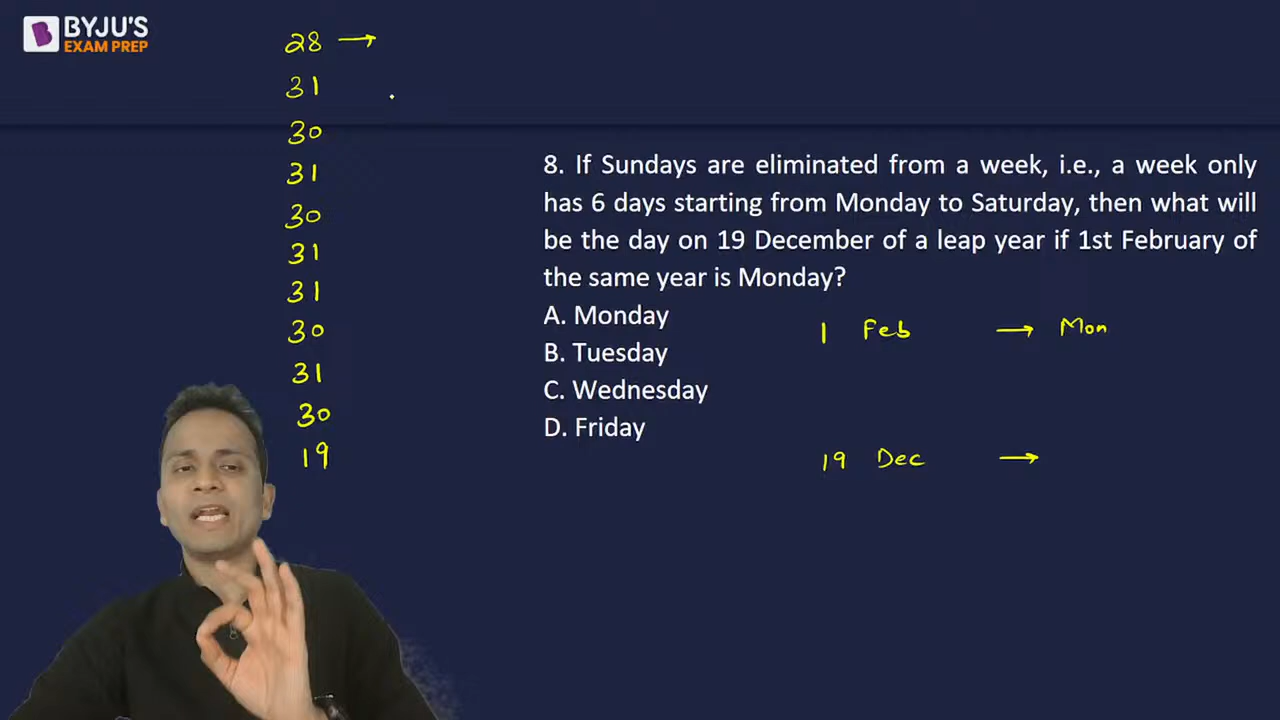 BYJU'S
EXAM PREP
28 →
31
30
31
30
31
31
30
31
30
19
8. If Sundays are eliminated from a week, i.e., a week only
has 6 days starting from Monday to Saturday, then what will
be the day on 19 December of a leap year if 1st February of
the same year is Monday?
A. Monday
B. Tuesday
C. Wednesday
D. Friday
1 Feb → Mon
19 Dec →